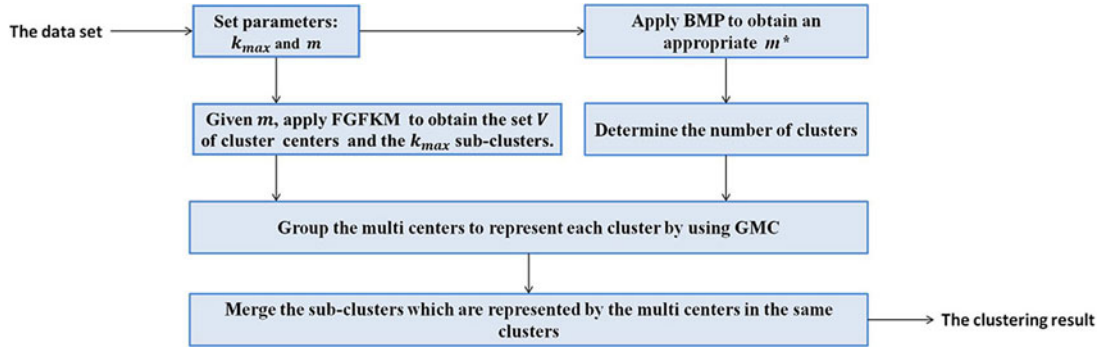 The data set
Set parameters:
k_max and m
Apply BMP to obtain an
appropriate m*
Given m, apply FGFKM to obtain the set V
of cluster centers and the k_max sub-clusters.
Determine the number of clusters
Group the multi centers to represent each cluster by using GMC
Merge the sub-clusters which are represented by the multi centers in the same
clusters
The clustering result